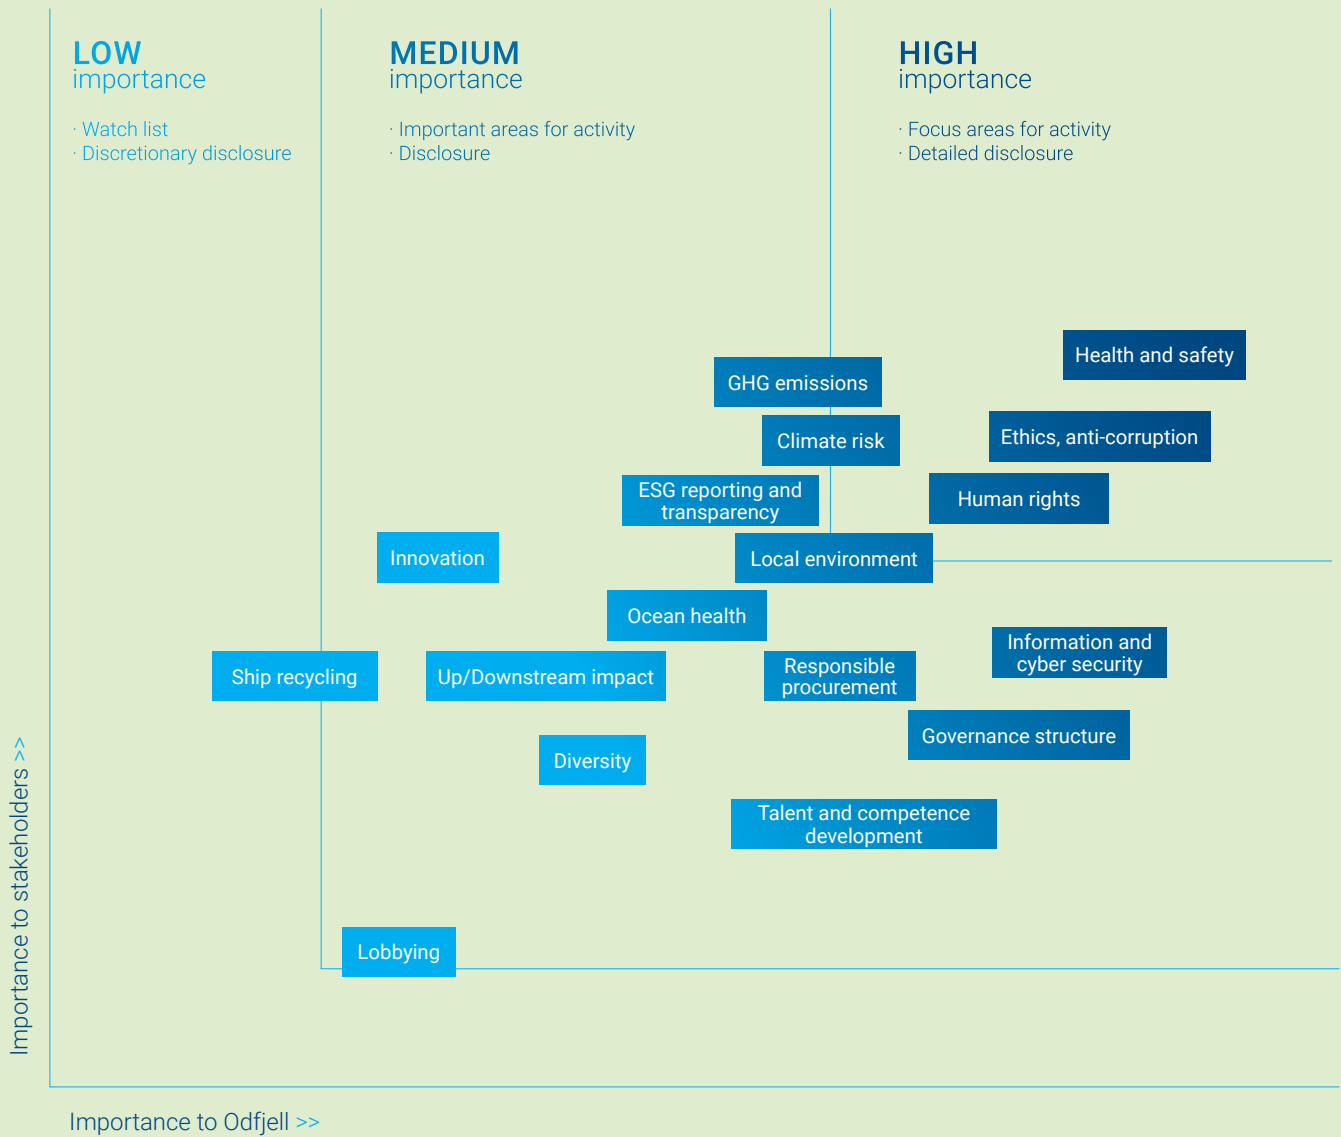 LOW
importance
· Watch list
· Discretionary disclosure
MEDIUM
importance
· Important areas for activity
· Disclosure
HIGH
importance
· Focus areas for activity
· Detailed disclosure
Health and safety
GHG emissions
Climate risk
Ethics, anti-corruption
ESG reporting and
transparency
Human rights
Innovation
Local environment
Ocean health
Information and
cyber security
Ship recycling
Up/Downstream impact
Responsible
procurement
Governance structure
Diversity
Talent and competence
development
Lobbying
Importance to stakeholders >>
Importance to Odfjell >>